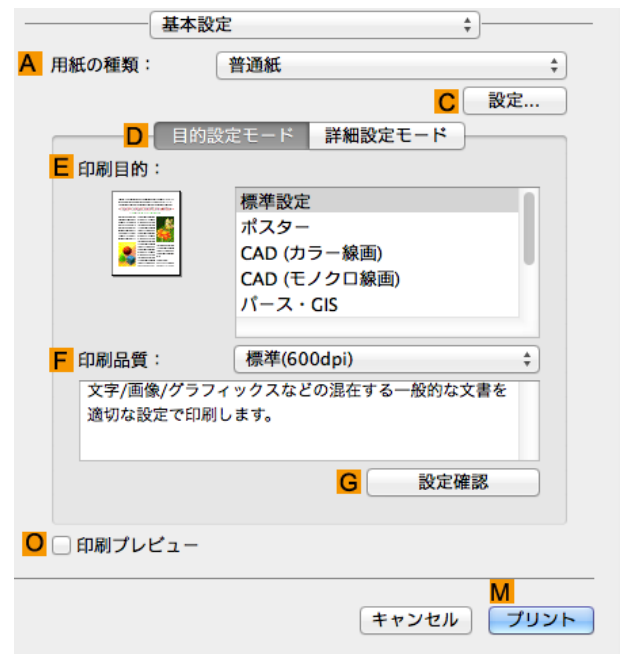 基本設定
A 用紙の種類： 普通紙
C 設定...
D 目的設定モード 詳細設定モード
E 印刷目的：
標準設定
ポスター
CAD (カラー線画)
CAD (モノクロ線画)
パース・GIS
F 印刷品質： 標準(600dpi)
文字/画像/グラフィックスなどの混在する一般的な文書を
適切な設定で印刷します。
G 設定確認
O 印刷プレビュー
M
キャンセル プリント